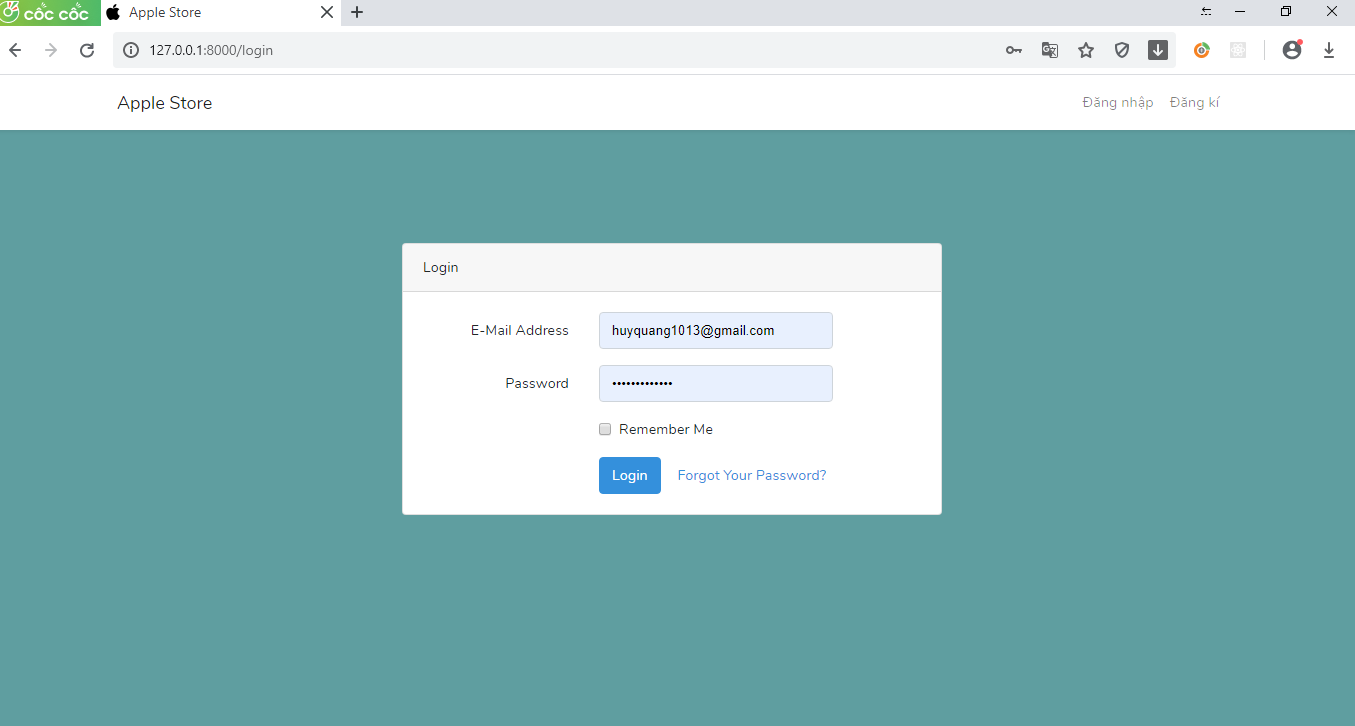 cốc cốc
Apple Store
127.0.0.1:8000/login
Apple Store
Đăng nhập Đăng kí
Login
E-Mail Address huyquang1013@gmail.com
Password •••••••••••••
Remember Me
Login Forgot Your Password?